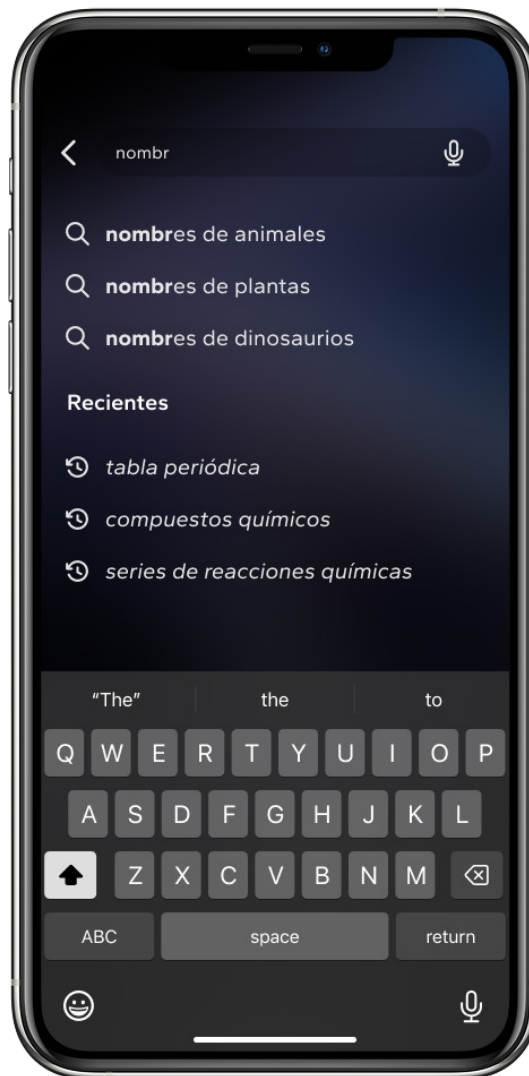 nombr
nombres de animales
nombres de plantas
nombres de dinosaurios
Recientes
tabla periódica
compuestos químicos
series de reacciones químicas
“The” the to
Q W E R T Y U I O P
A S D F G H J K L
Z X C V B N M
ABC space return